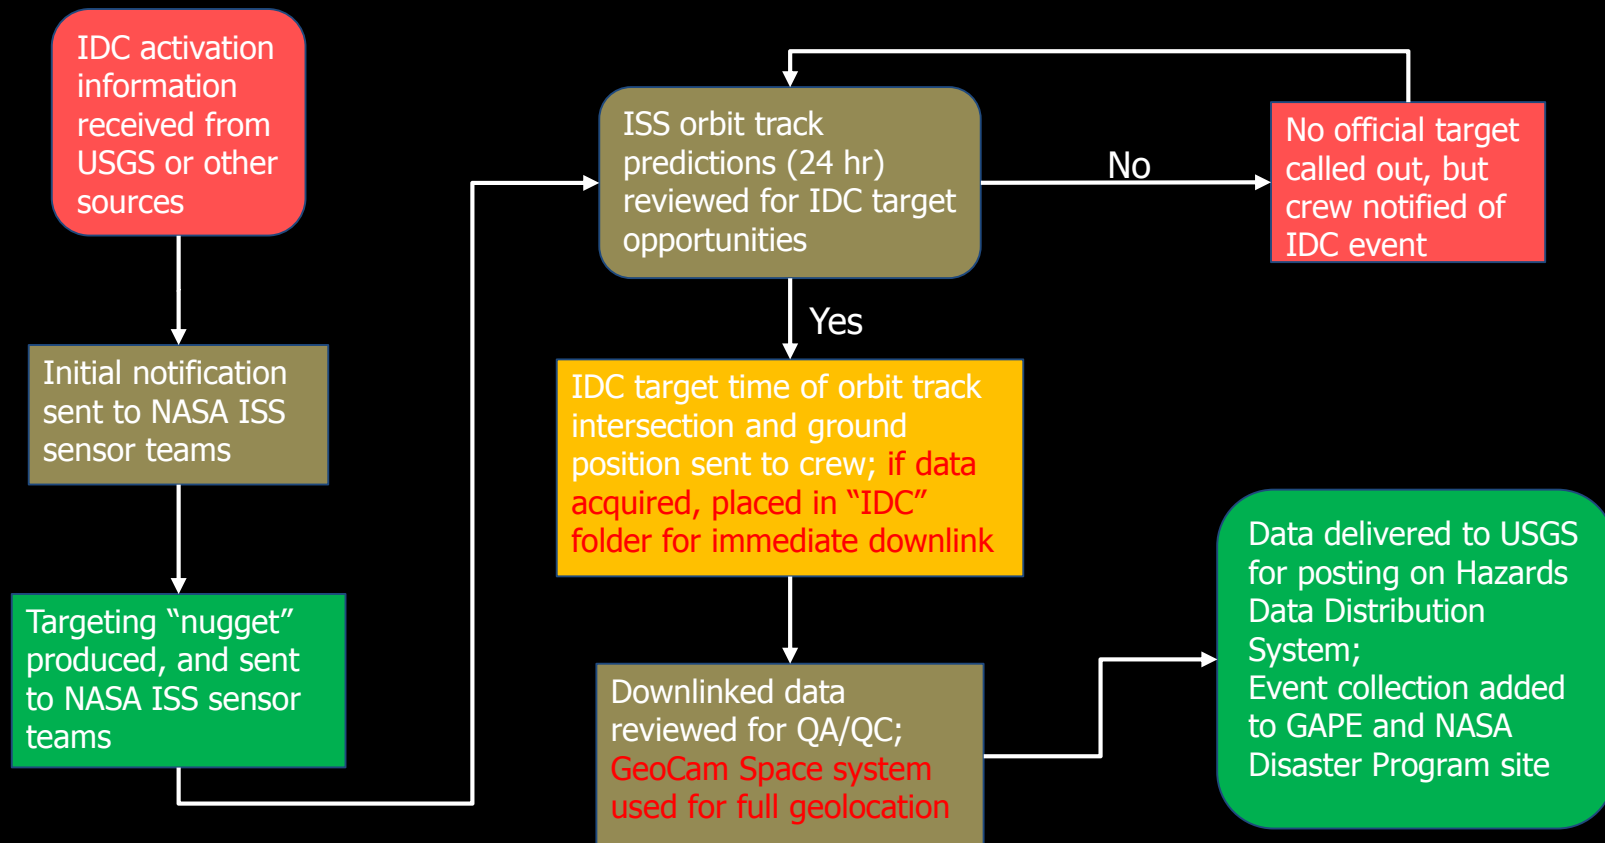 IDC activation
information
received from
USGS or other
sources
Initial notification
sent to NASA ISS
sensor teams
Targeting “nugget”
produced, and sent
to NASA ISS sensor
teams
ISS orbit track
predictions (24 hr)
reviewed for IDC target
opportunities
No
No official target
called out, but
crew notified of
IDC event
Yes
IDC target time of orbit track
intersection and ground
position sent to crew; if data
acquired, placed in “IDC”
folder for immediate downlink
Downlinked data
reviewed for QA/QC;
GeoCam Space system
used for full geolocation
Data delivered to USGS
for posting on Hazards
Data Distribution
System;
Event collection added
to GAPE and NASA
Disaster Program site